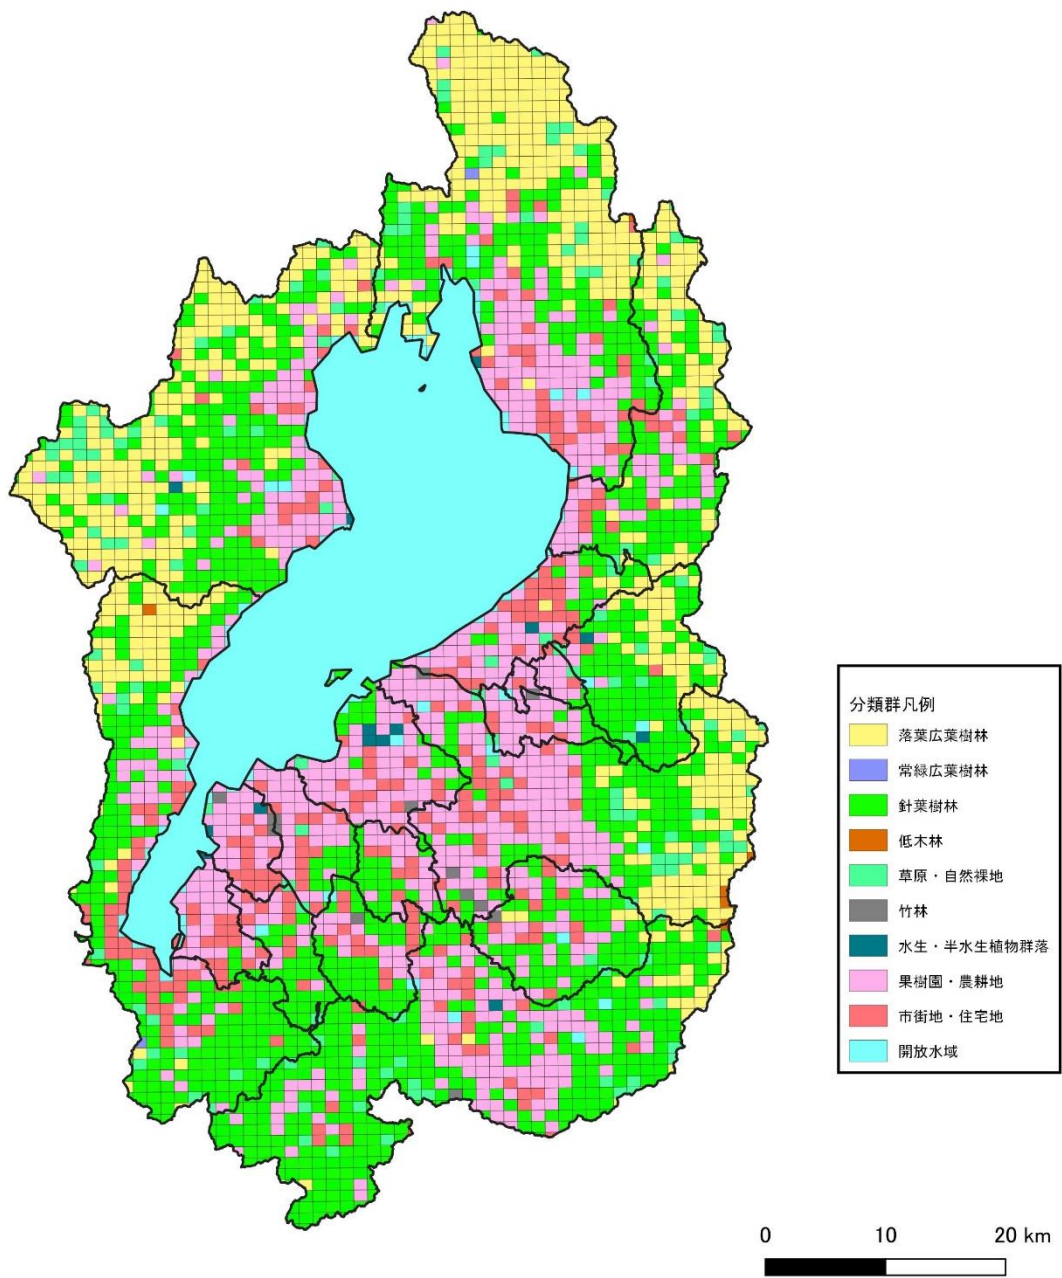 分類群凡例
落葉広葉樹林
常緑広葉樹林
針葉樹林
低木林
草原・自然裸地
竹林
水生・半水生植物群落
果樹園・農耕地
市街地・住宅地
開放水域
0 10 20 km